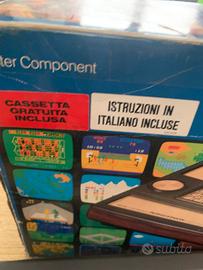 ter Component
CASSETTA
GRATUITA
INCLUSA
ISTRUZIONI IN
ITALIANO INCLUSE
subito